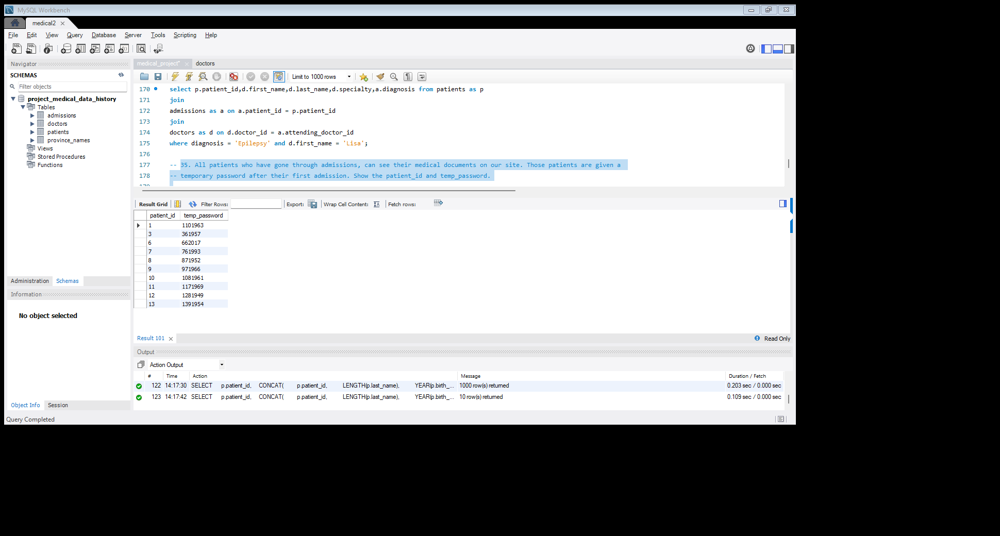 MySQL Workbench
medical2
File Edit View Query Database Server Tools Scripting Help
Navigator
SCHEMAS
Filter objects
project_medical_data_history
Tables
admissions
doctors
patients
province_names
Views
Stored Procedures
Functions
Administration Schemas
Information
No object selected
Object Info Session
Query Completed
medical_project* doctors
Limit to 1000 rows
170 select p.patient_id,d.first_name,d.last_name,d.specialty,a.diagnosis from patients as p
171 join
172 admissions as a on a.patient_id = p.patient_id
173 join
174 doctors as d on d.doctor_id = a.attending_doctor_id
175 where diagnosis = 'Epilepsy' and d.first_name = 'Lisa';
176
177 -- 35. All patients who have gone through admissions, can see their medical documents on our site. Those patients are given a
178 -- temporary password after their first admission. Show the patient_id and temp_password.
Result Grid Filter Rows: Export: Wrap Cell Content: Fetch rows:
patient_id temp_password
1 1101963
3 361957
6 662017
7 761993
8 871952
9 971966
10 1081961
11 1171969
12 1281949
13 1391954
Result 101 Read Only
Output
Action Output
# Time Action Message Duration / Fetch
122 14:17:30 SELECT p.patient_id, CONCAT( p.patient_id, LENGTH(p.last_name), YEAR(p.birth_... 1000 row(s) returned 0.203 sec / 0.000 sec
123 14:17:42 SELECT p.patient_id, CONCAT( p.patient_id, LENGTH(p.last_name), YEAR(p.birth_... 10 row(s) returned 0.109 sec / 0.000 sec